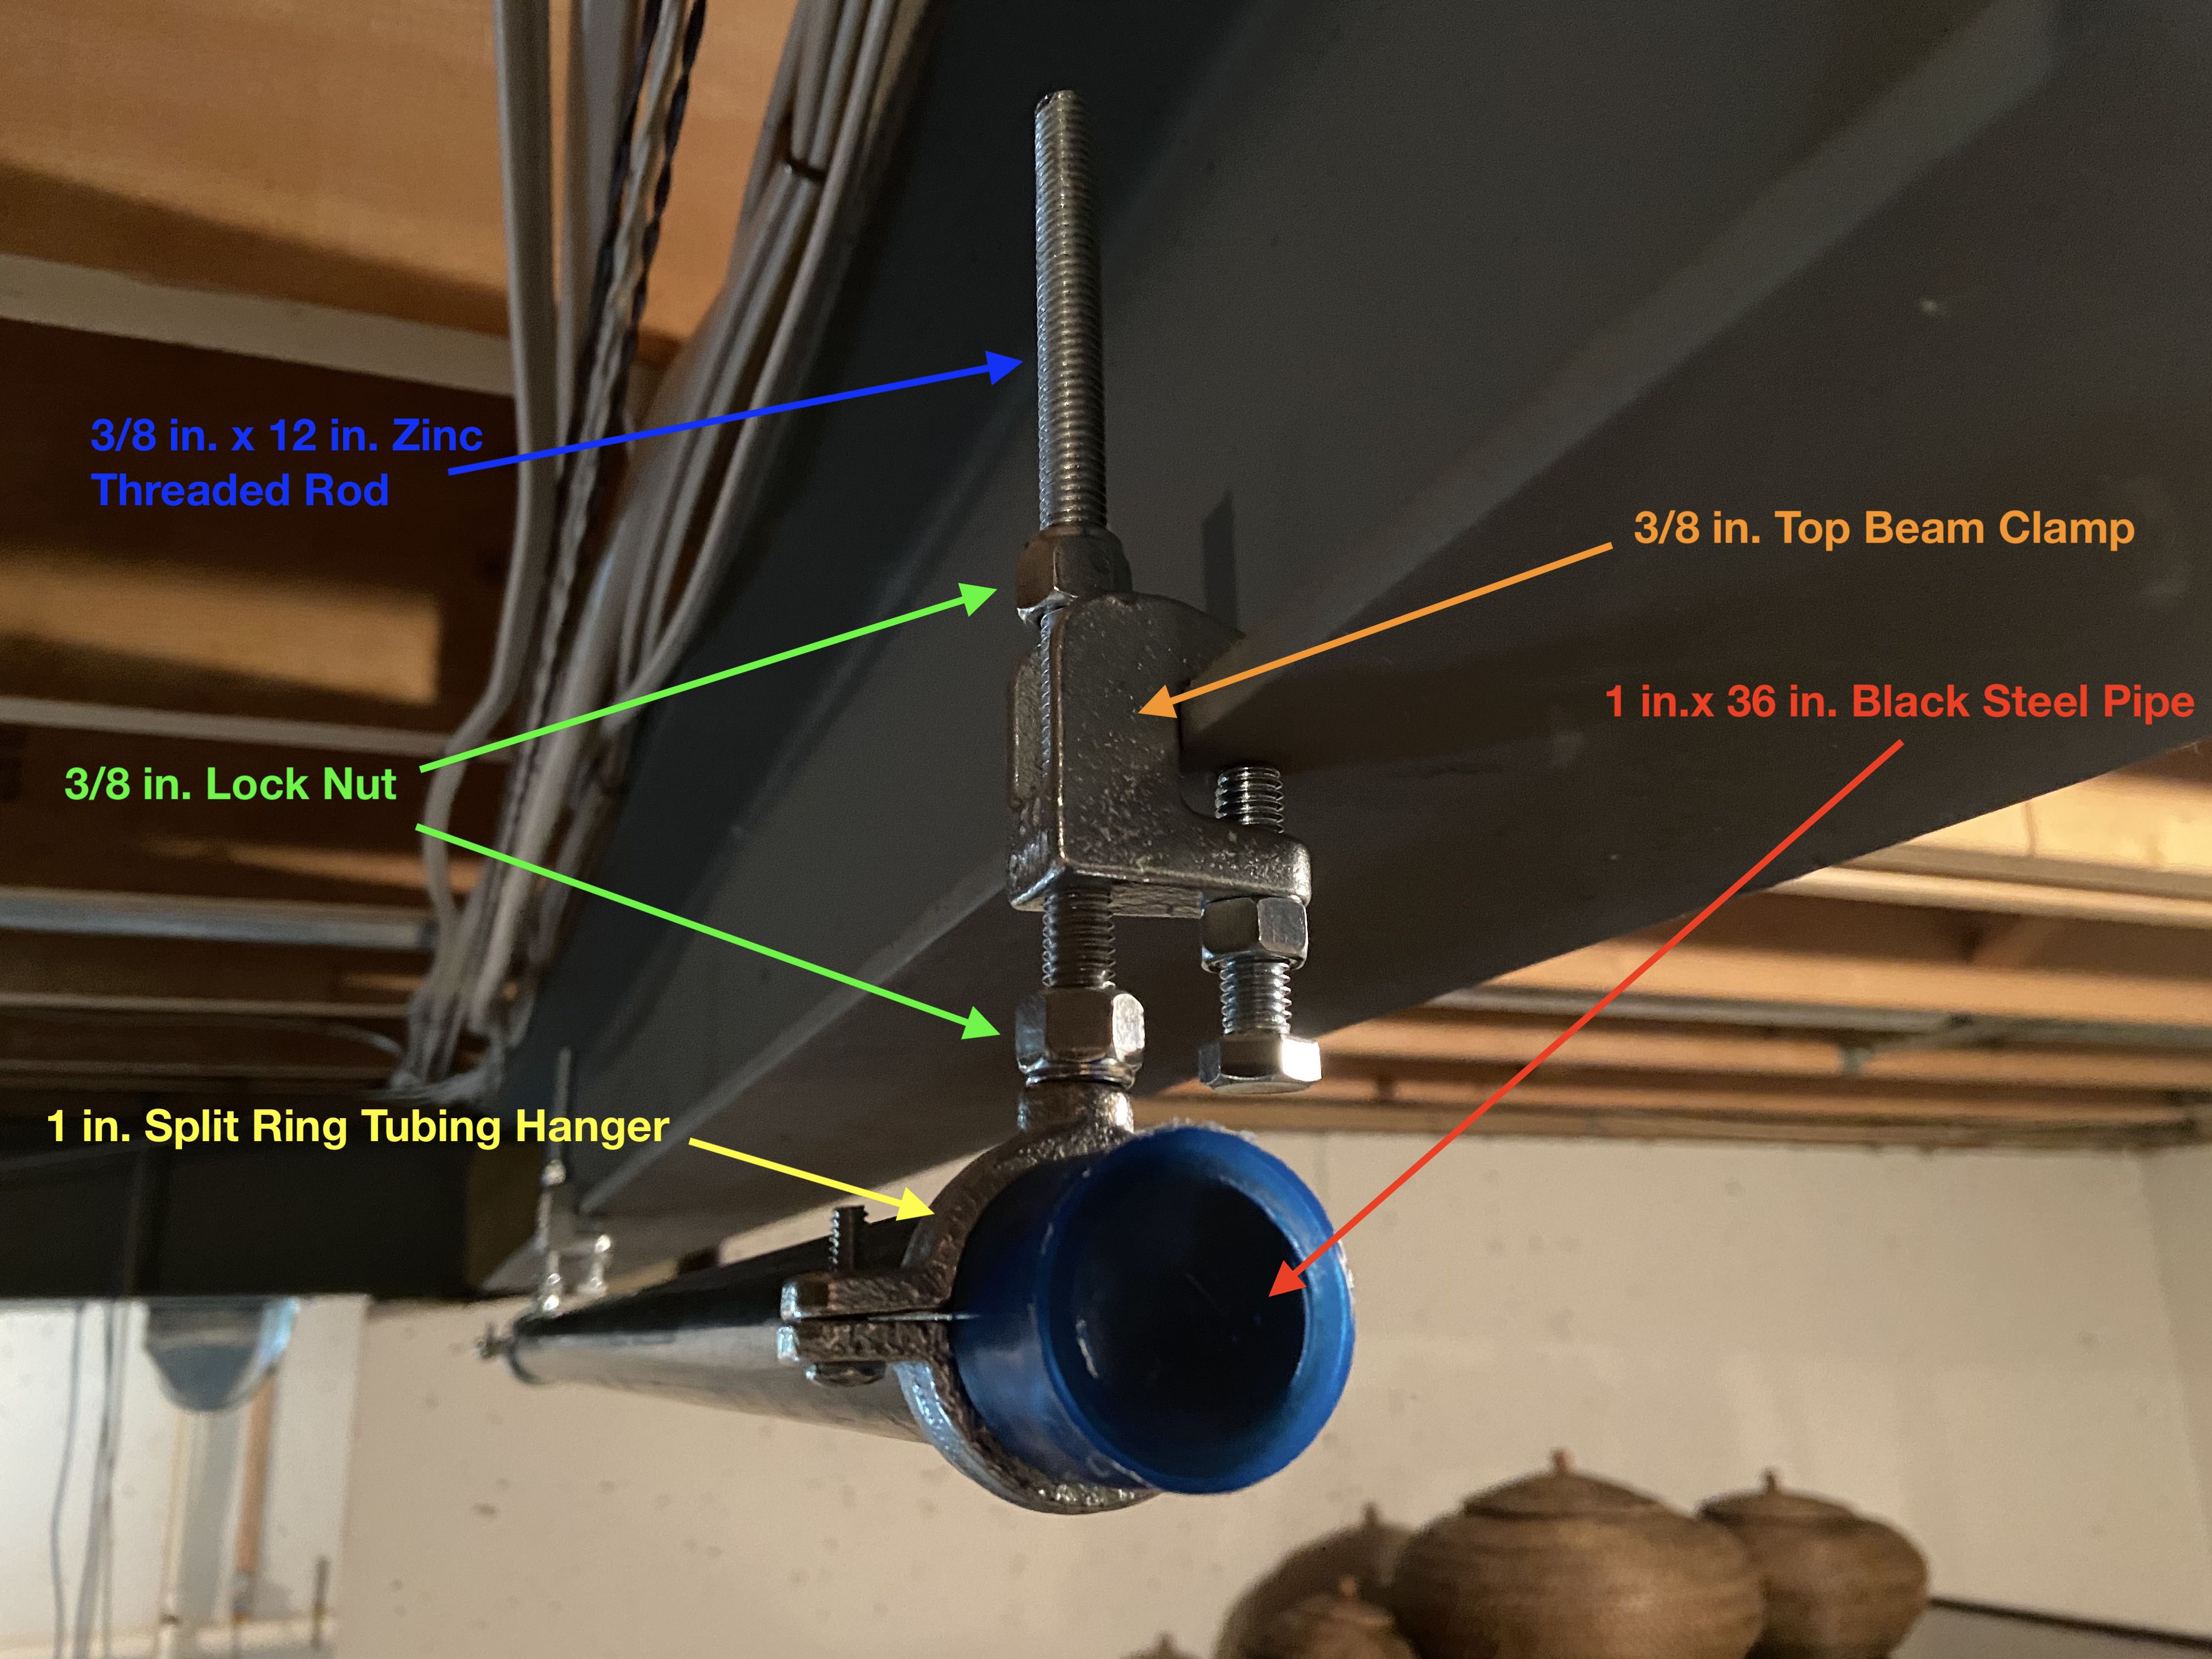 3/8 in. x 12 in. Zinc
Threaded Rod
3/8 in. Top Beam Clamp
1 in.x 36 in. Black Steel Pipe
3/8 in. Lock Nut
1 in. Split Ring Tubing Hanger